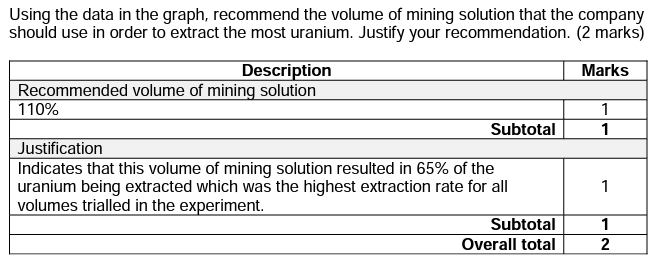 Using the data in the graph, recommend the volume of mining solution that the company
should use in order to extract the most uranium. Justify your recommendation. (2 marks)
Description Marks
Recommended volume of mining solution
110% 1
Subtotal 1
Justification
Indicates that this volume of mining solution resulted in 65% of the
uranium being extracted which was the highest extraction rate for all 1
volumes trialled in the experiment.
Subtotal 1
Overall total 2